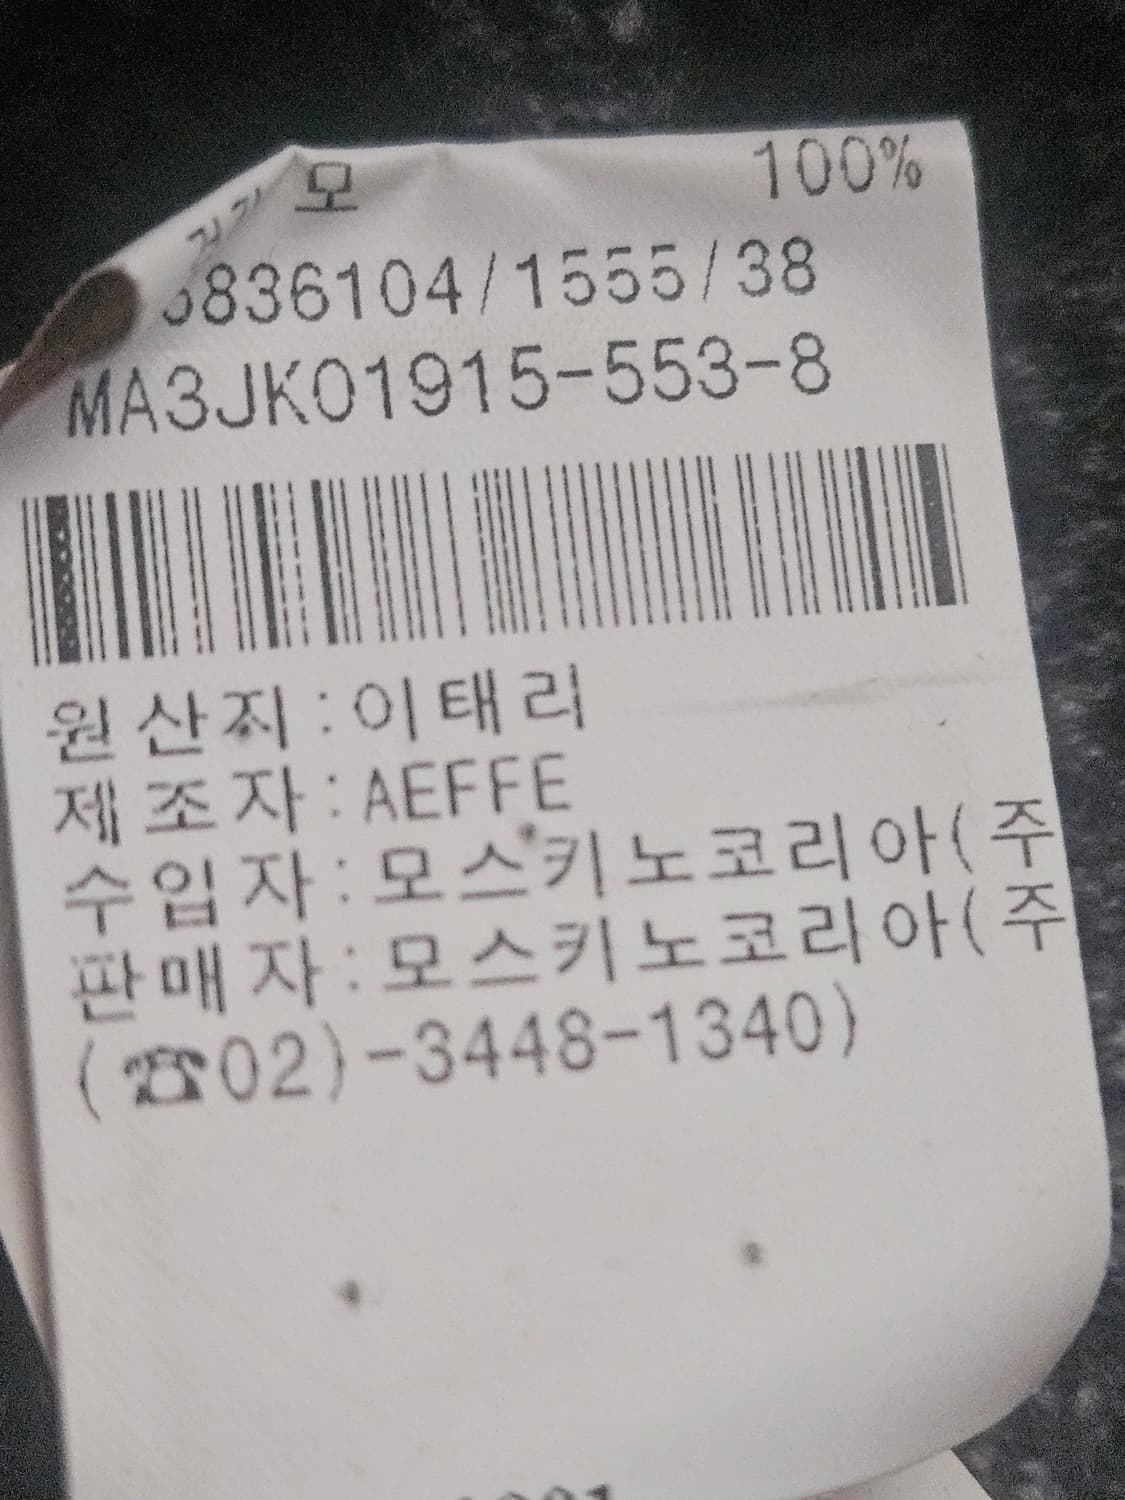 모 100%
836104/1555/38
MA3JK01915-553-8
원산지:이태리
제조자:AEFFE
수입자:모스키노코리아(주
판매자:모스키노코리아(주
(☎02)-3448-1340)